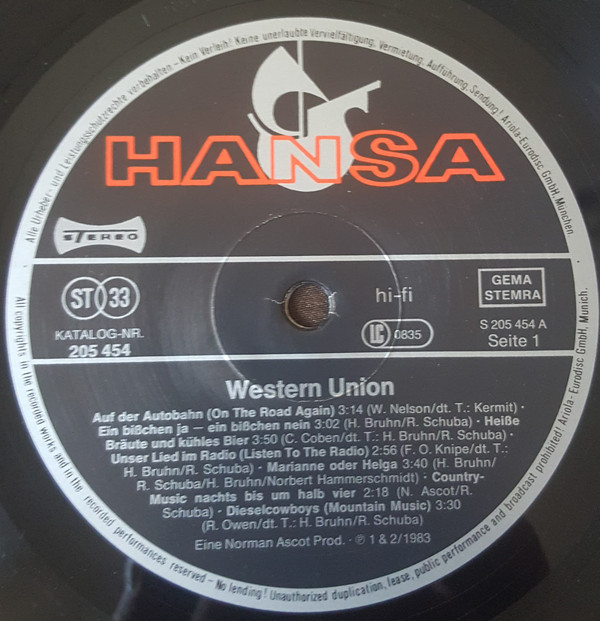 Alle Urheber- und Leistungsschutzrechte vorbehalten – Kein Verleih! Keine unerlaubte Vervielfältigung, Vermietung, Aufführung, Sendung! Ariola-Eurodisc GmbH, München.
HANSA
STEREO
ST 33
hi-fi
GEMA
STEMRA
KATALOG-NR.
205 454
LC 0835
S 205 454 A
Seite 1
Western Union
Auf der Autobahn (On The Road Again) 3:14 (W. Nelson/dt. T.: Kermit) ·
Ein bißchen ja – ein bißchen nein 3:02 (H. Bruhn/R. Schuba) · Heiße
Bräute und kühles Bier 3:50 (C. Coben/dt. T.: H. Bruhn/R. Schuba) ·
Unser Lied im Radio (Listen To The Radio) 2:56 (F. O. Knipe/dt. T.:
H. Bruhn/R. Schuba) · Marianne oder Helga 3:40 (H. Bruhn/
R. Schuba/H. Bruhn/Norbert Hammerschmidt) · Country-
Music nachts bis um halb vier 2:18 (N. Ascot/R.
Schuba) · Dieselcowboys (Mountain Music) 3:30
(R. Owen/dt. T.: H. Bruhn/R. Schuba)
Eine Norman Ascot Prod. · ℗ 1 & 2/1983
All copyrights in the recorded works and in the recorded performances reserved – No lending! Unauthorized duplication, lease, public performance and broadcast prohibited! Ariola-Eurodisc GmbH, Munich.